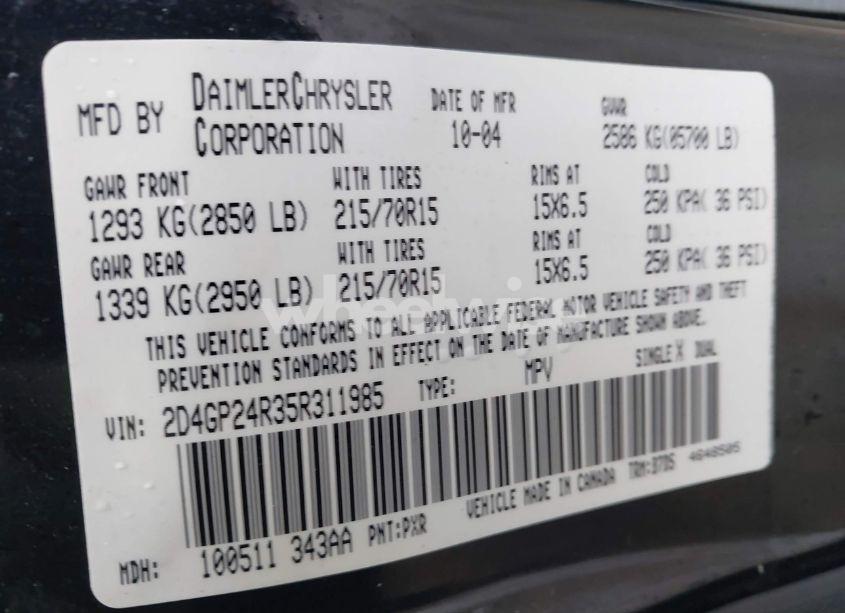 MFD BY DAIMLERCHRYSLER CORPORATION DATE OF MFR 10-04 GVWR 2586 KG(05700 LB)
GAWR FRONT WITH TIRES RIMS AT COLD
1293 KG(2850 LB) 215/70R15 15X6.5 250 KPA( 36 PSI)
GAWR REAR WITH TIRES RIMS AT COLD
1339 KG(2950 LB) 215/70R15 15X6.5 250 KPA( 36 PSI)
THIS VEHICLE CONFORMS TO ALL APPLICABLE FEDERAL MOTOR VEHICLE SAFETY AND THEFT
PREVENTION STANDARDS IN EFFECT ON THE DATE OF MANUFACTURE SHOWN ABOVE.
VIN: 2D4GP24R35R311985 TYPE: MPV SINGLE X DUAL
MDH: 100511 343AA PNT:PXR VEHICLE MADE IN CANADA TRM:B7D5 4648505